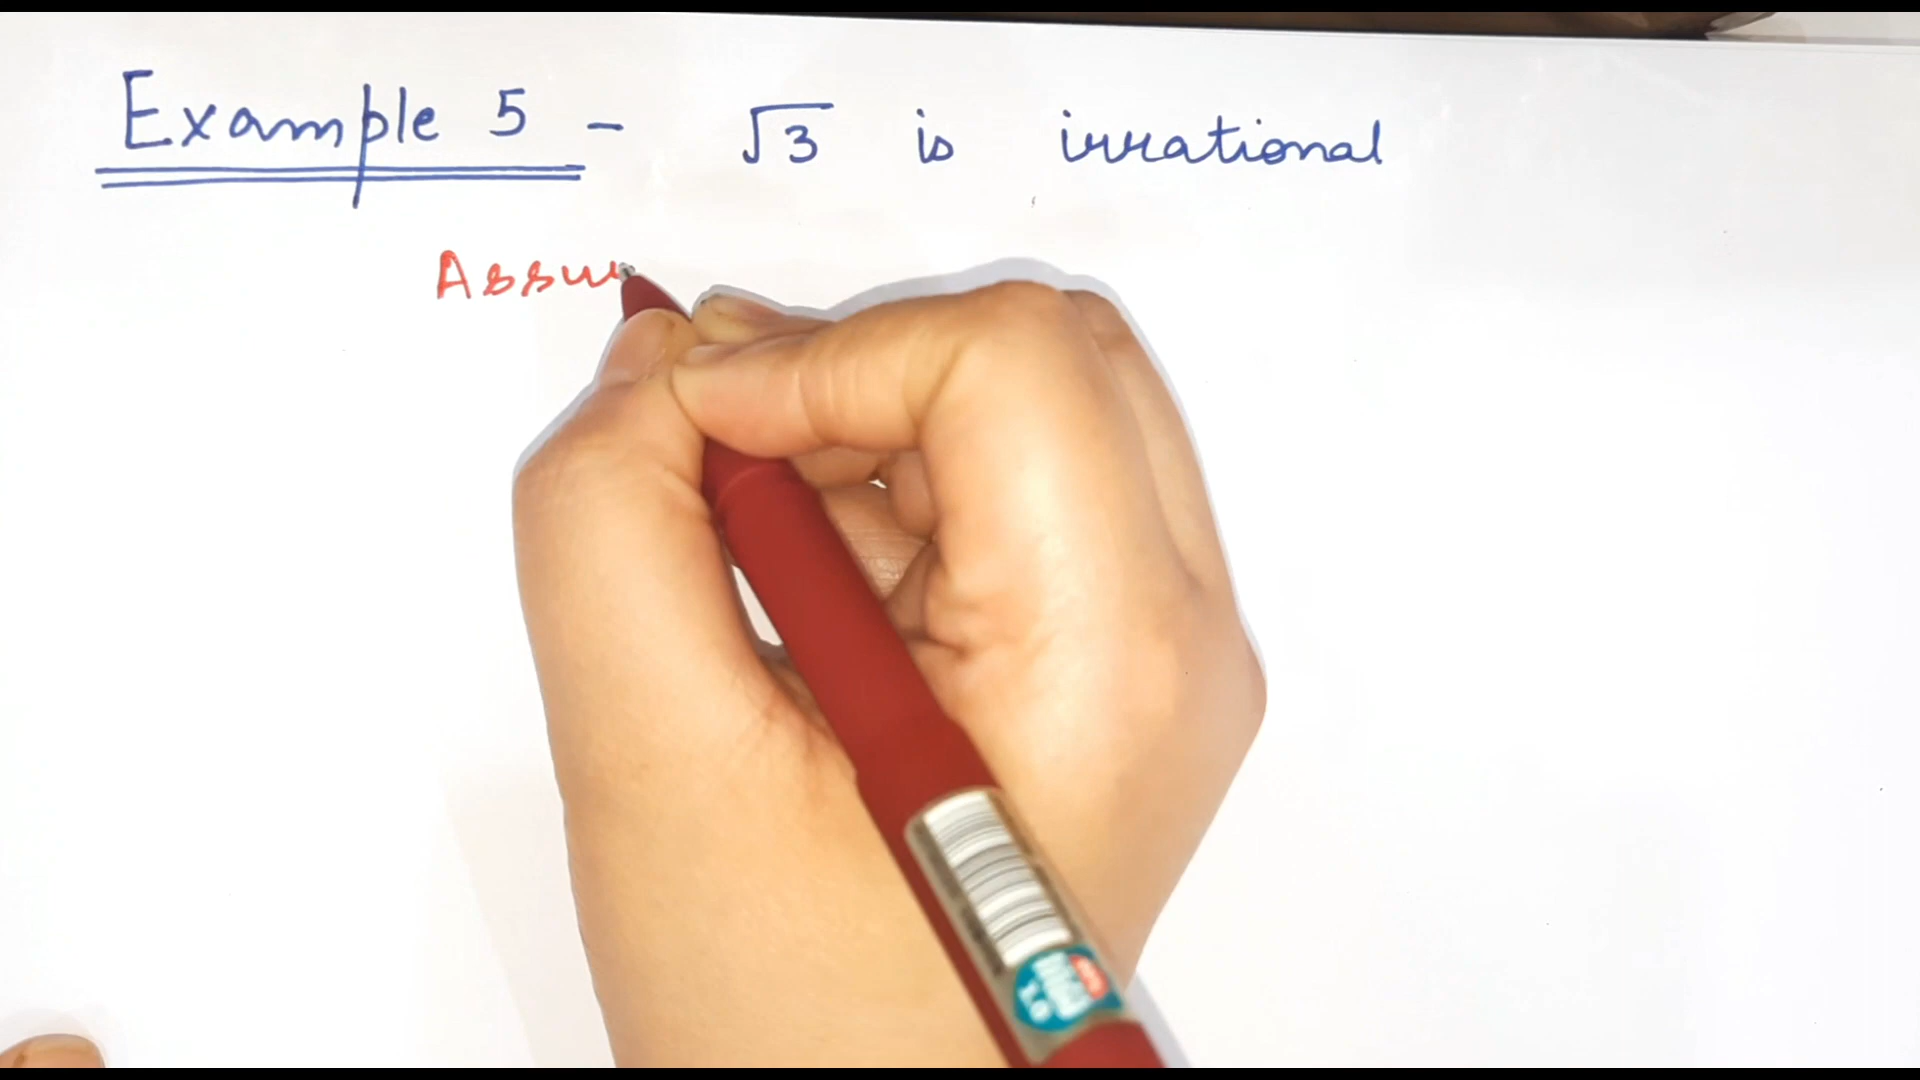 Example 5 - √3 is irrational
Assu